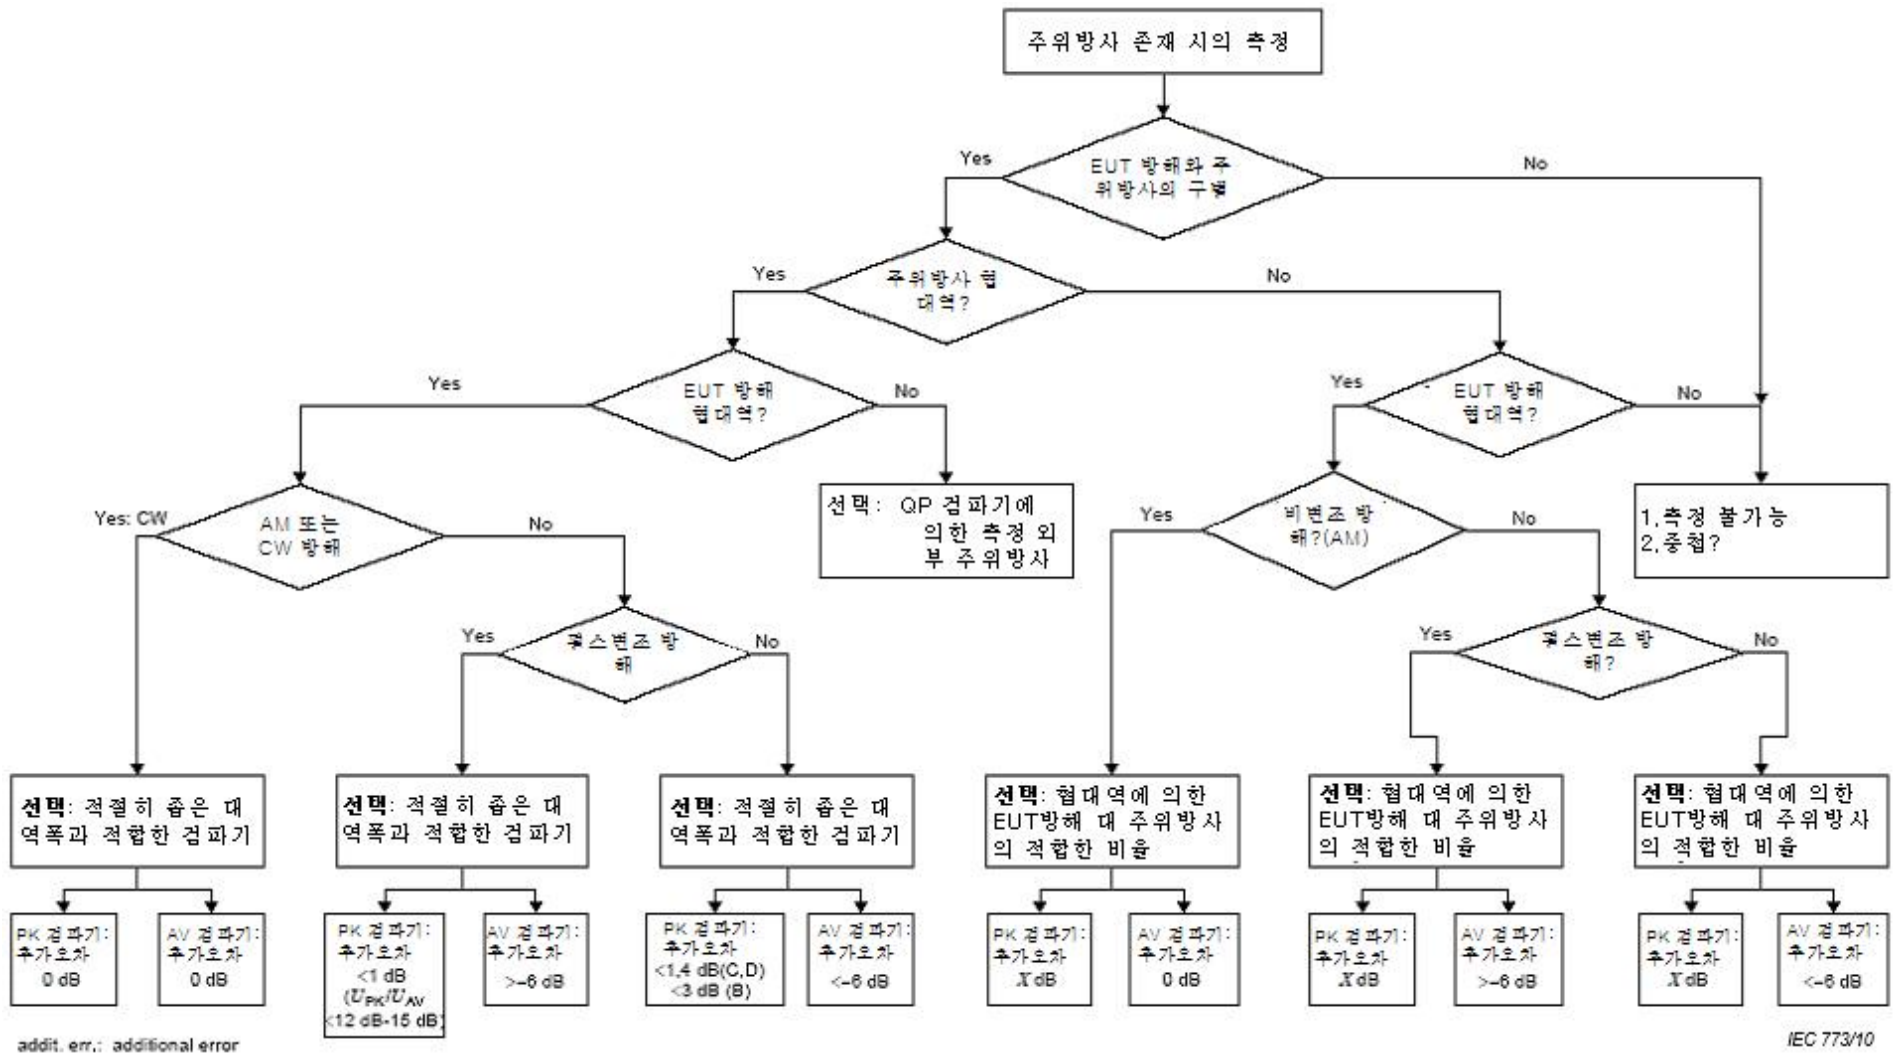 주위방사 존재 시의 측정
EUT 방해와 주
위방사의 구별
Yes
No
주위방사 협
대역?
Yes
No
EUT 방해
협대역?
Yes
No
EUT 방해
협대역?
Yes
No
AM 또는
CW 방해
Yes: CW
No
선택: QP 검파기에
의한 측정 외
부 주위방사
비변조 방
해?(AM)
Yes
No
1,측정 불가능
2,중첩?
펄스변조 방
해
Yes
No
펄스변조 방
해?
Yes
No
선택: 적절히 좁은 대
역폭과 적합한 검파기
선택: 적절히 좁은 대
역폭과 적합한 검파기
선택: 적절히 좁은 대
역폭과 적합한 검파기
선택: 협대역에 의한
EUT방해 대 주위방사
의 적합한 비율
선택: 협대역에 의한
EUT방해 대 주위방사
의 적합한 비율
선택: 협대역에 의한
EUT방해 대 주위방사
의 적합한 비율
PK 검파기:
추가오차
0 dB
AV 검파기:
추가오차
0 dB
PK 검파기:
추가오차
<1 dB
(UPK/UAV
<12 dB-15 dB)
AV 검파기:
추가오차
>–6 dB
PK 검파기:
추가오차
<1,4 dB(C,D)
<3 dB (B)
AV 검파기:
추가오차
<–6 dB
PK 검파기:
추가오차
X dB
AV 검파기:
추가오차
0 dB
PK 검파기:
추가오차
X dB
AV 검파기:
추가오차
>–6 dB
PK 검파기:
추가오차
X dB
AV 검파기:
추가오차
<–6 dB
addit. err,: additional error
IEC 773/10